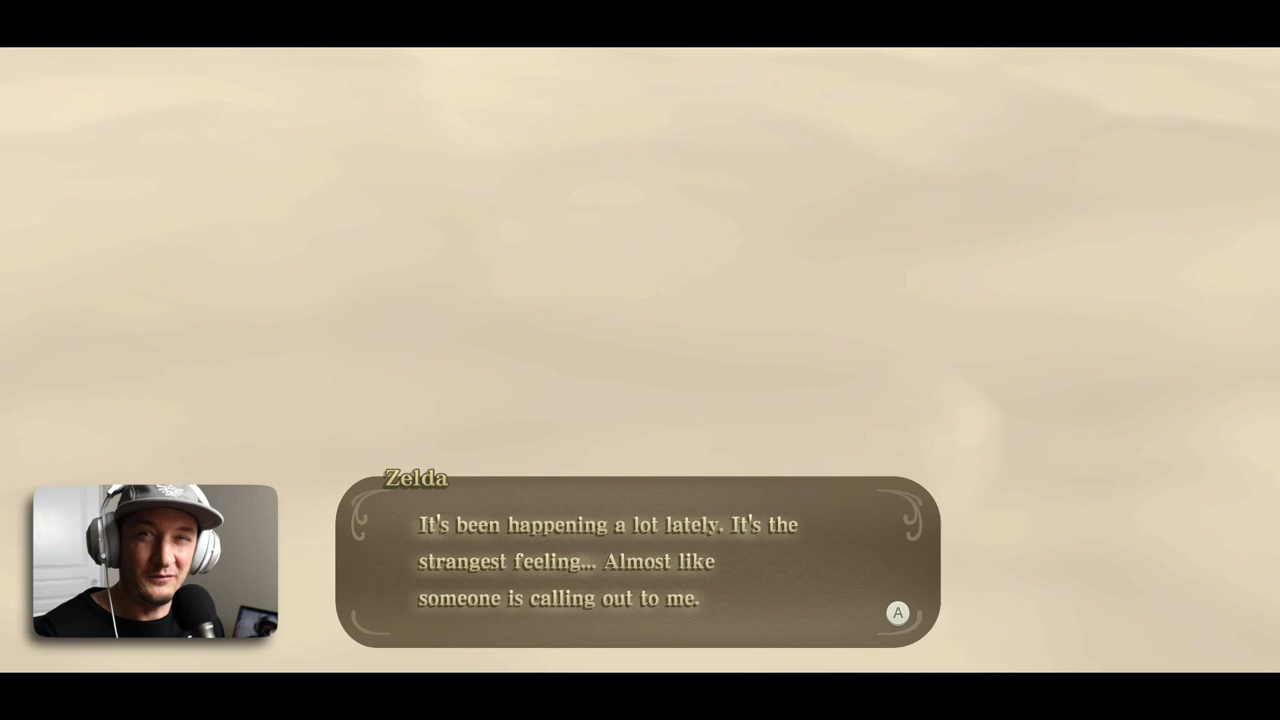 Zelda
It's been happening a lot lately. It's the
strangest feeling... Almost like
someone is calling out to me.
A